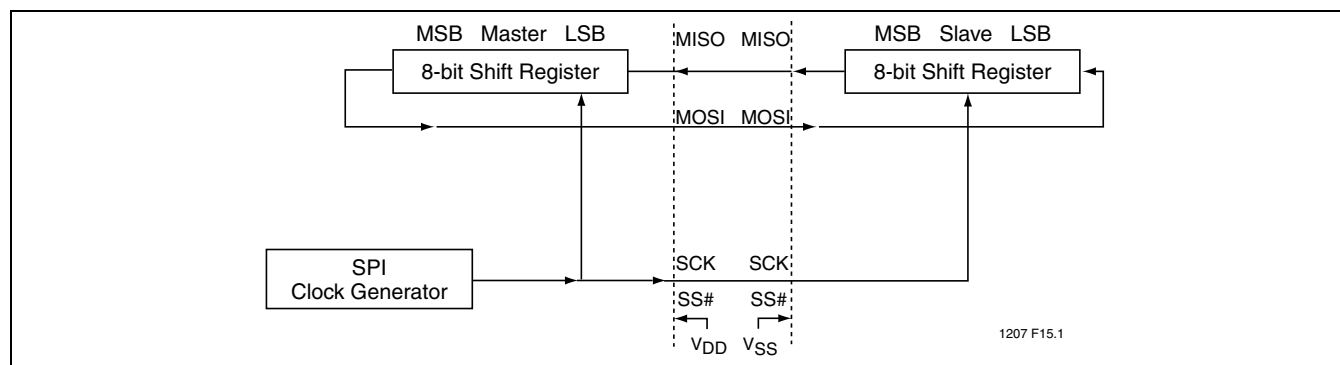 MSB Master LSB
MISO MISO
MSB Slave LSB
8-bit Shift Register
8-bit Shift Register
MOSI MOSI
SPI
Clock Generator
SCK SCK
SS# SS#
VDD VSS
1207 F15.1